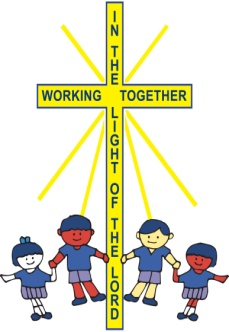 WORKING TOGETHER
IN THE LIGHT OF THE LORD